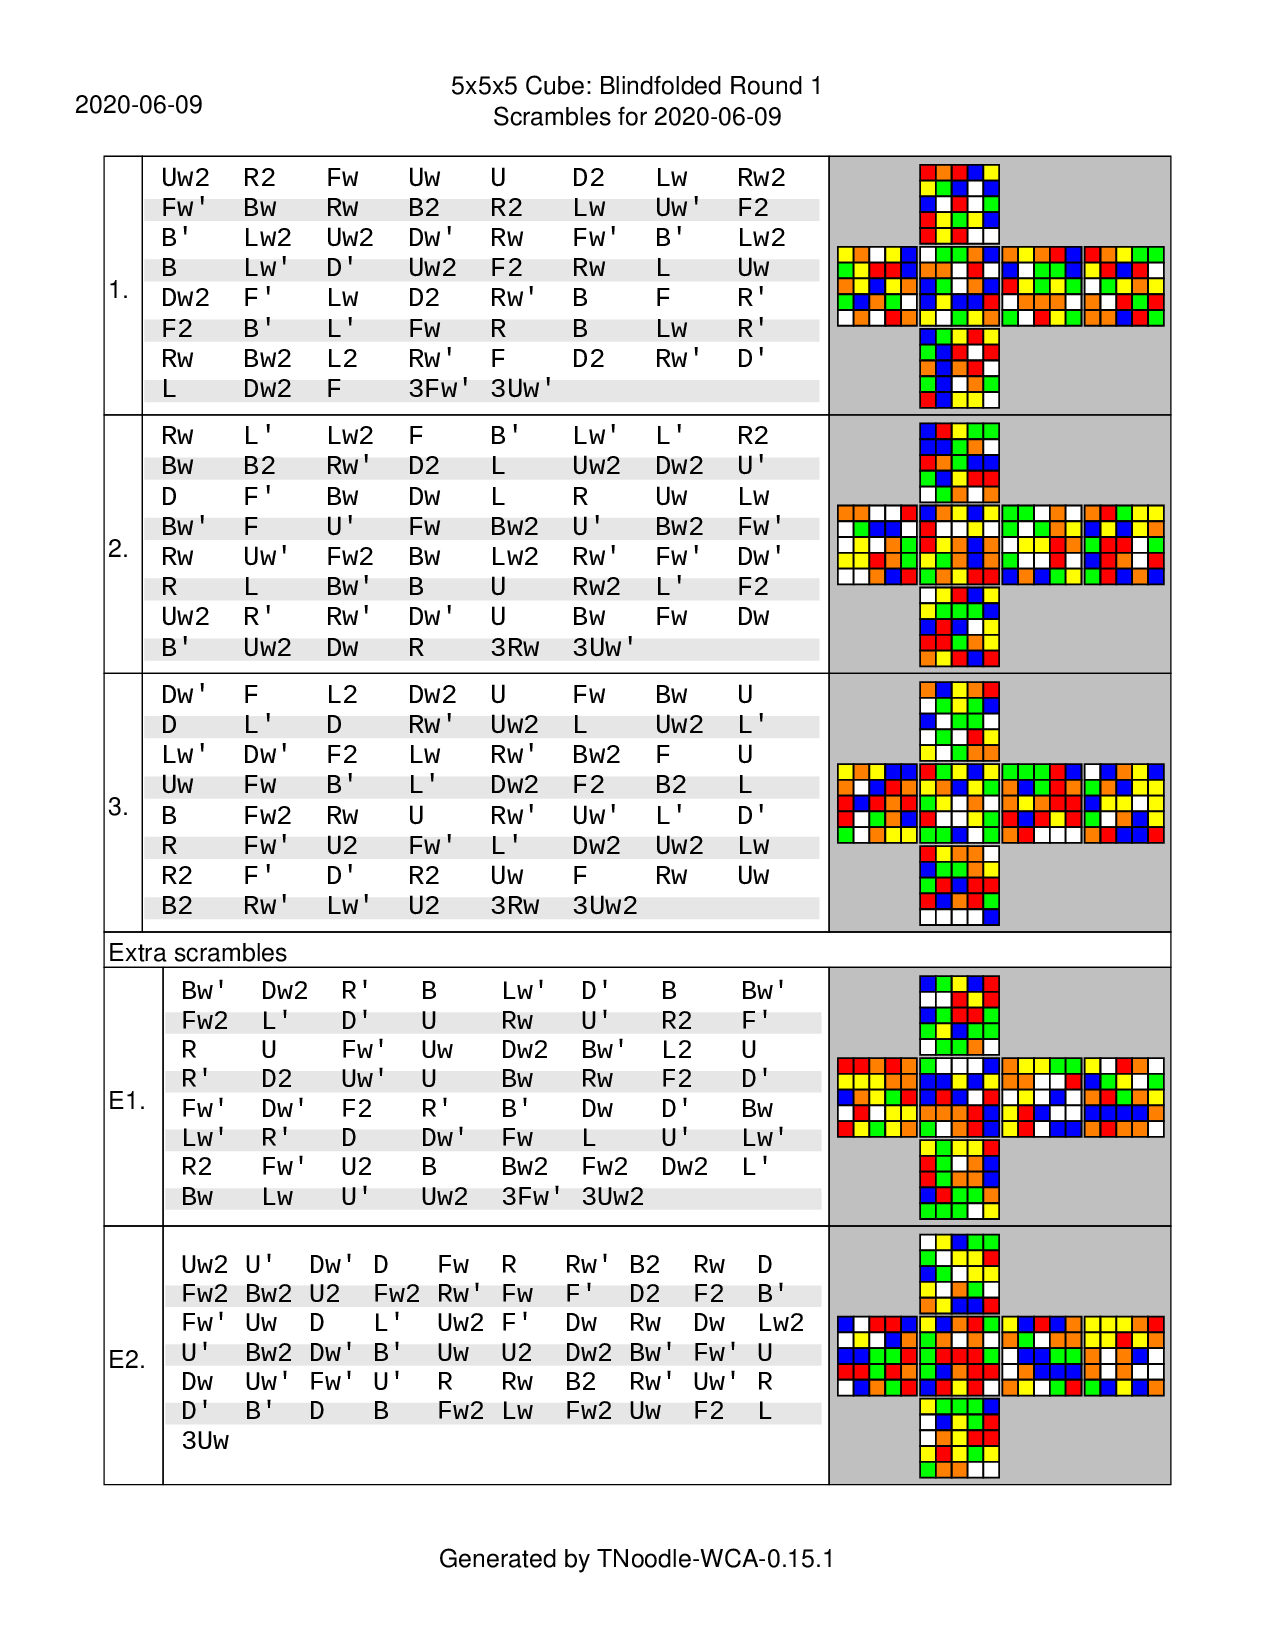 5x5x5 Cube: Blindfolded Round 1
2020-06-09
Scrambles for 2020-06-09
1.
Uw2 R2 Fw Uw U D2 Lw Rw2
Fw' Bw Rw B2 R2 Lw Uw' F2
B' Lw2 Uw2 Dw' Rw Fw' B' Lw2
B Lw' D' Uw2 F2 Rw L Uw
Dw2 F' Lw D2 Rw' B F R'
F2 B' L' Fw R B Lw R'
Rw Bw2 L2 Rw' F D2 Rw' D'
L Dw2 F 3Fw' 3Uw'
2.
Rw L' Lw2 F B' Lw' L' R2
Bw B2 Rw' D2 L Uw2 Dw2 U'
D F' Bw Dw L R Uw Lw
Bw' F U' Fw Bw2 U' Bw2 Fw'
Rw Uw' Fw2 Bw Lw2 Rw' Fw' Dw'
R L Bw' B U Rw2 L' F2
Uw2 R' Rw' Dw' U Bw Fw Dw
B' Uw2 Dw R 3Rw 3Uw'
3.
Dw' F L2 Dw2 U Fw Bw U
D L' D Rw' Uw2 L Uw2 L'
Lw' Dw' F2 Lw Rw' Bw2 F U
Uw Fw B' L' Dw2 F2 B2 L
B Fw2 Rw U Rw' Uw' L' D'
R Fw' U2 Fw' L' Dw2 Uw2 Lw
R2 F' D' R2 Uw F Rw Uw
B2 Rw' Lw' U2 3Rw 3Uw2
Extra scrambles
E1.
Bw' Dw2 R' B Lw' D' B Bw'
Fw2 L' D' U Rw U' R2 F'
R U Fw' Uw Dw2 Bw' L2 U
R' D2 Uw' U Bw Rw F2 D'
Fw' Dw' F2 R' B' Dw D' Bw
Lw' R' D Dw' Fw L U' Lw'
R2 Fw' U2 B Bw2 Fw2 Dw2 L'
Bw Lw U' Uw2 3Fw' 3Uw2
E2.
Uw2 U' Dw' D Fw R Rw' B2 Rw D
Fw2 Bw2 U2 Fw2 Rw' Fw F' D2 F2 B'
Fw' Uw D L' Uw2 F' Dw Rw Dw Lw2
U' Bw2 Dw' B' Uw U2 Dw2 Bw' Fw' U
Dw Uw' Fw' U' R Rw B2 Rw' Uw' R
D' B' D B Fw2 Lw Fw2 Uw F2 L
3Uw
Generated by TNoodle-WCA-0.15.1